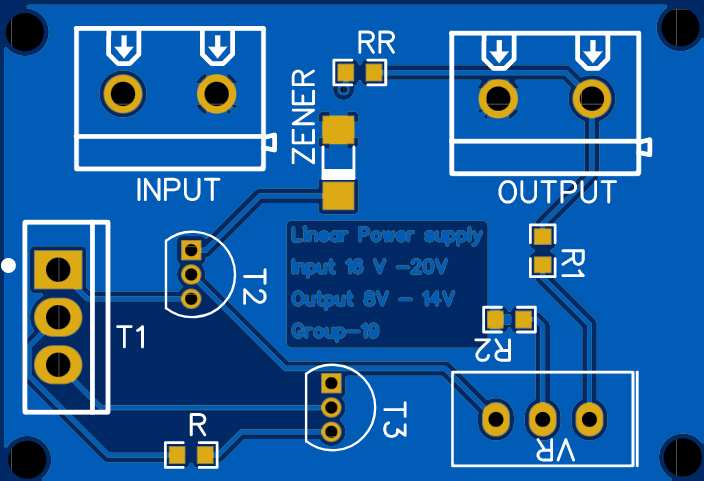 RR
ZENER
INPUT
OUTPUT
Linear Power supply
Input 16 V -20V
Output 8V - 14V
Group-19
R1
T2
T1
R2
T3
R
VR